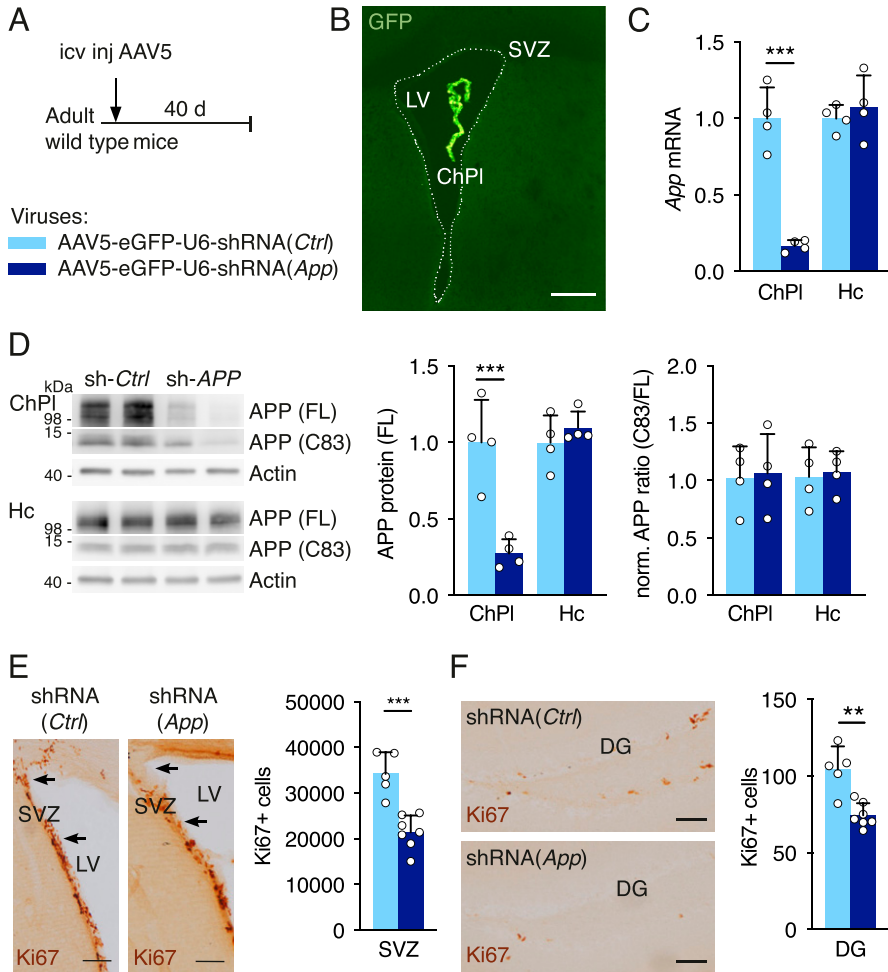 A
icv inj AAV5
40 d
Adult
wild type mice
Viruses:
AAV5-eGFP-U6-shRNA(Ctrl)
AAV5-eGFP-U6-shRNA(App)
B
GFP
SVZ
LV
ChPl
C
App mRNA
1.5
1.0
0.5
0.0
***
ChPl
Hc
D
kDa
sh-Ctrl
sh-APP
ChPl
98 -
APP (FL)
15 -
APP (C83)
40 -
Actin
Hc
98 -
APP (FL)
15 -
APP (C83)
40 -
Actin
APP protein (FL)
1.5
1.0
0.5
0.0
***
ChPl
Hc
norm. APP ratio (C83/FL)
2.0
1.5
1.0
0.5
0.0
ChPl
Hc
E
shRNA
(Ctrl)
shRNA
(App)
SVZ
LV
Ki67
SVZ
LV
Ki67
Ki67+ cells
50000
40000
30000
20000
10000
0
***
SVZ
F
shRNA(Ctrl)
DG
Ki67
shRNA(App)
DG
Ki67
Ki67+ cells
150
100
50
0
**
DG